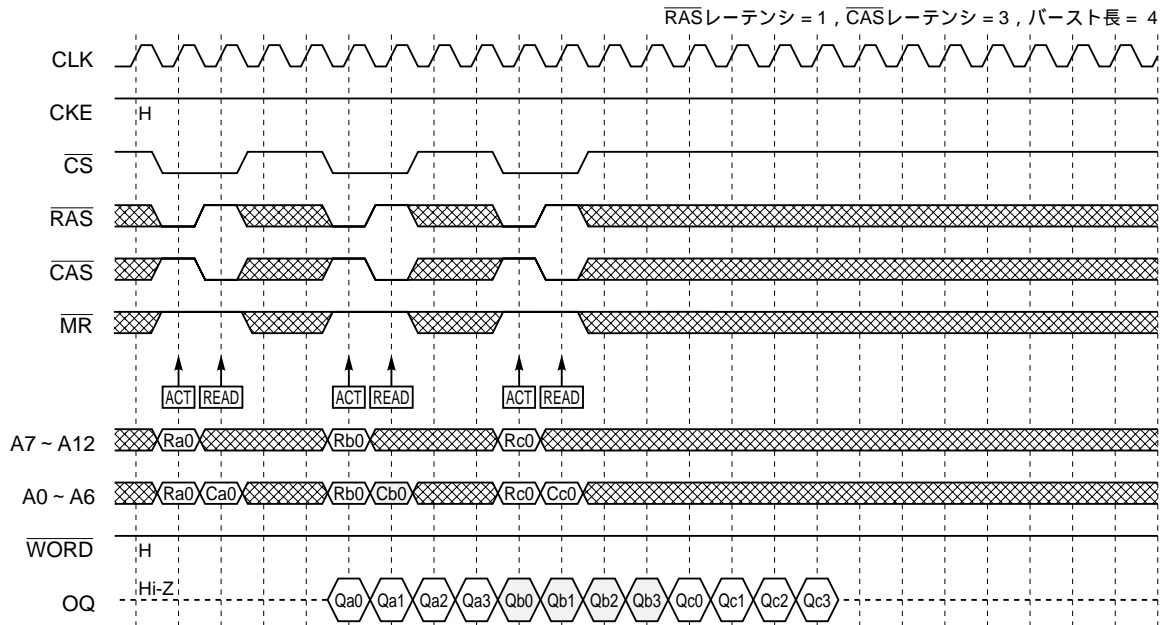 RASレーテンシ = 1 , CASレーテンシ = 3 , バースト長 = 4
CLK
CKE H
CS
RAS
CAS
MR
ACT READ ACT READ ACT READ
A7 ~ A12 Ra0 Rb0 Rc0
A0 ~ A6 Ra0 Ca0 Rb0 Cb0 Rc0 Cc0
WORD H
OQ Hi-Z Qa0 Qa1 Qa2 Qa3 Qb0 Qb1 Qb2 Qb3 Qc0 Qc1 Qc2 Qc3